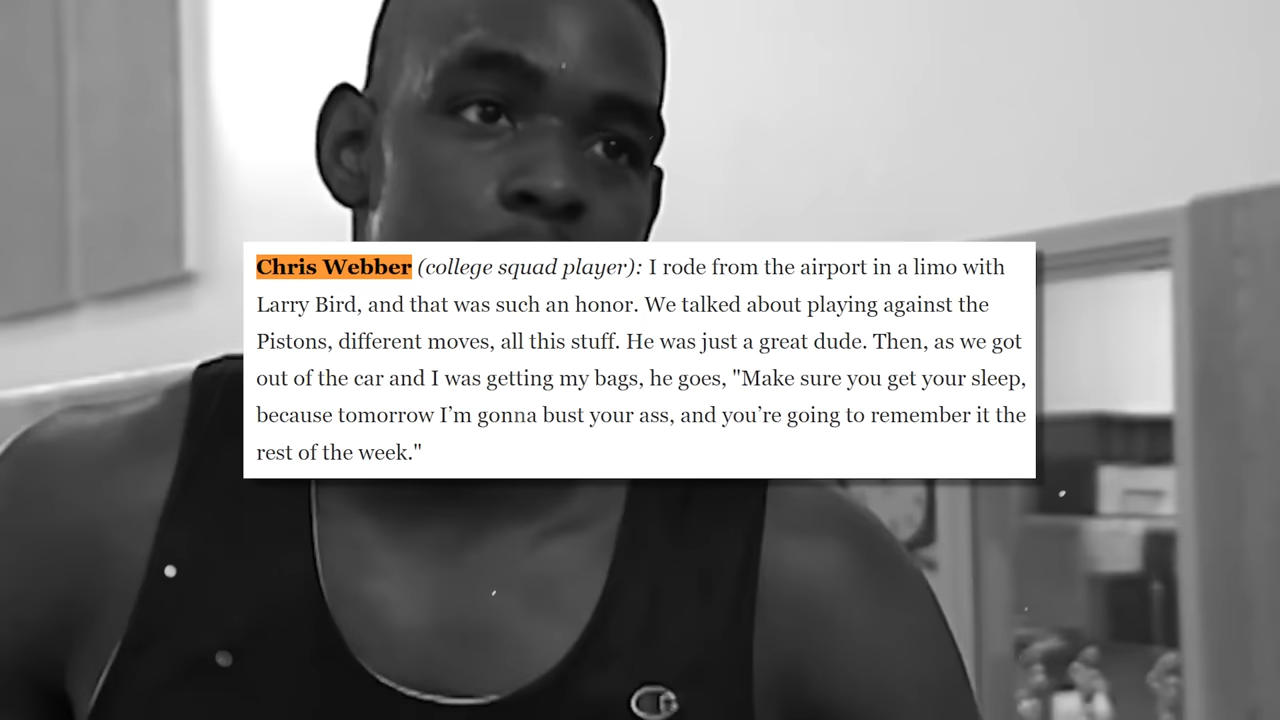 Chris Webber (college squad player): I rode from the airport in a limo with
Larry Bird, and that was such an honor. We talked about playing against the
Pistons, different moves, all this stuff. He was just a great dude. Then, as we got
out of the car and I was getting my bags, he goes, "Make sure you get your sleep,
because tomorrow I’m gonna bust your ass, and you’re going to remember it the
rest of the week."